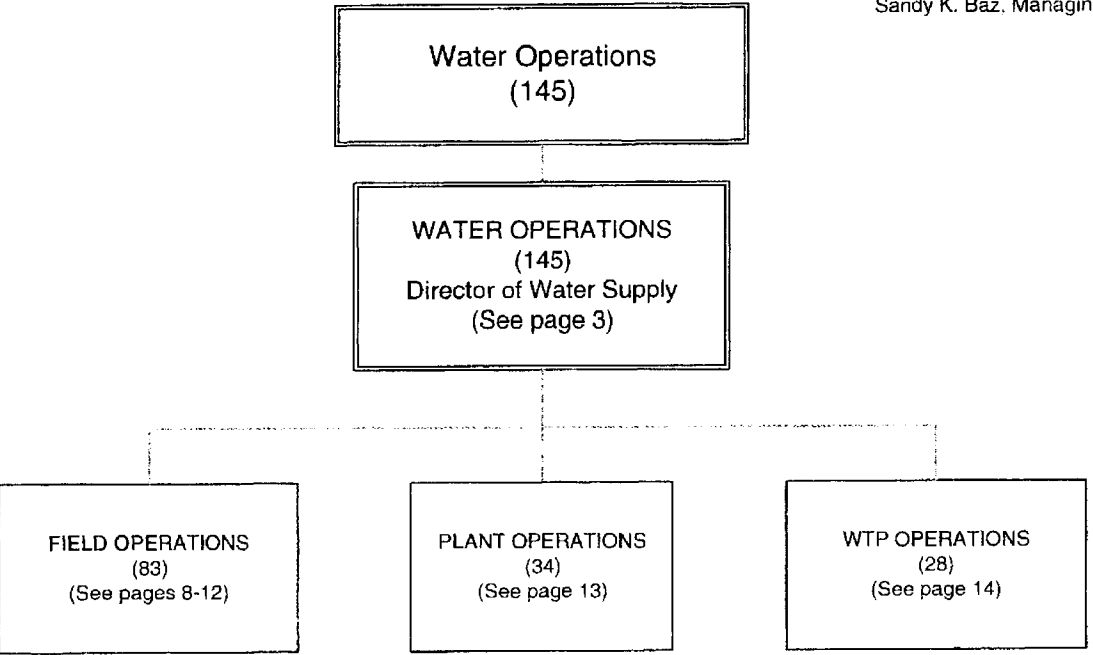 Sandy K. Baz, Managin
Water Operations
(145)
WATER OPERATIONS
(145)
Director of Water Supply
(See page 3)
FIELD OPERATIONS
(83)
(See pages 8-12)
PLANT OPERATIONS
(34)
(See page 13)
WTP OPERATIONS
(28)
(See page 14)